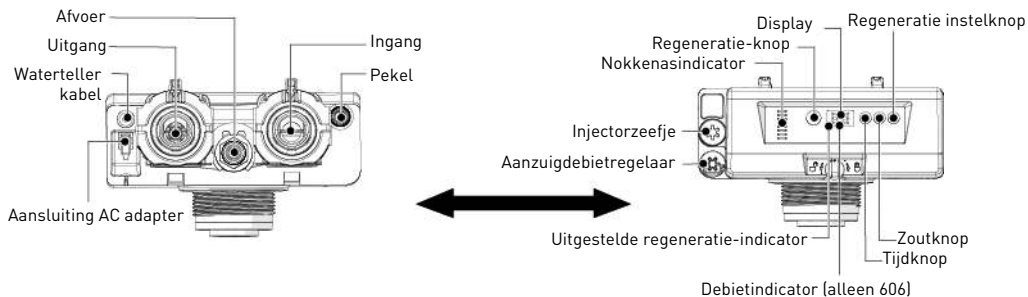 Afvoer
Uitgang
Ingang
Waterteller
kabel
Pekel
Aansluiting AC adapter
Display
Regeneratie instelknop
Regeneratie-knop
Nokkenasindicator
Injectorzeefje
Aanzuigdebietregelaar
Uitgestelde regeneratie-indicator
Zoutknop
Tijdknop
Debietindicator (alleen 606)